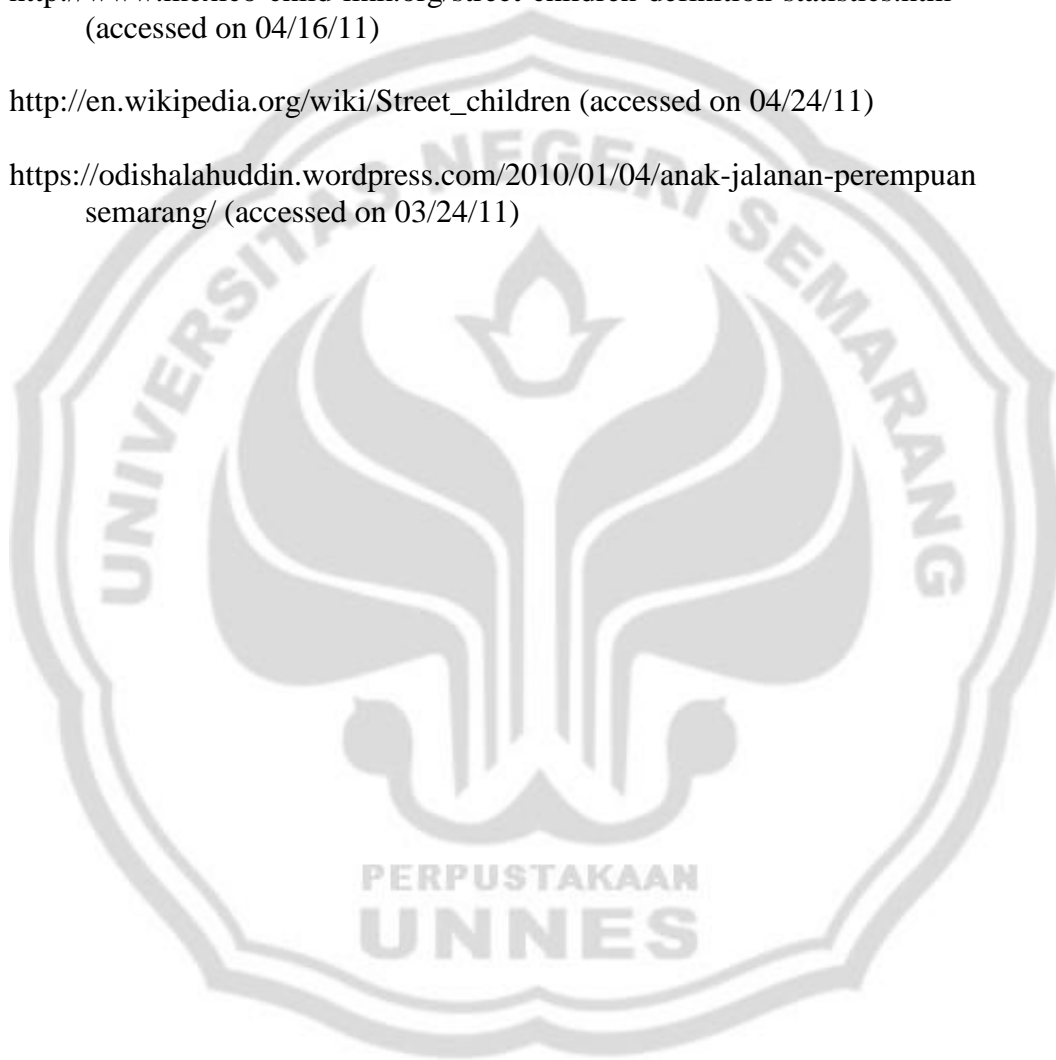 (accessed on 04/16/11)
http://en.wikipedia.org/wiki/Street_children (accessed on 04/24/11)
https://odishalahuddin.wordpress.com/2010/01/04/anak-jalanan-perempuan
semarang/ (accessed on 03/24/11)
UNIVERSITAS NEGERI SEMARANG
PERPUSTAKAAN
UNNES